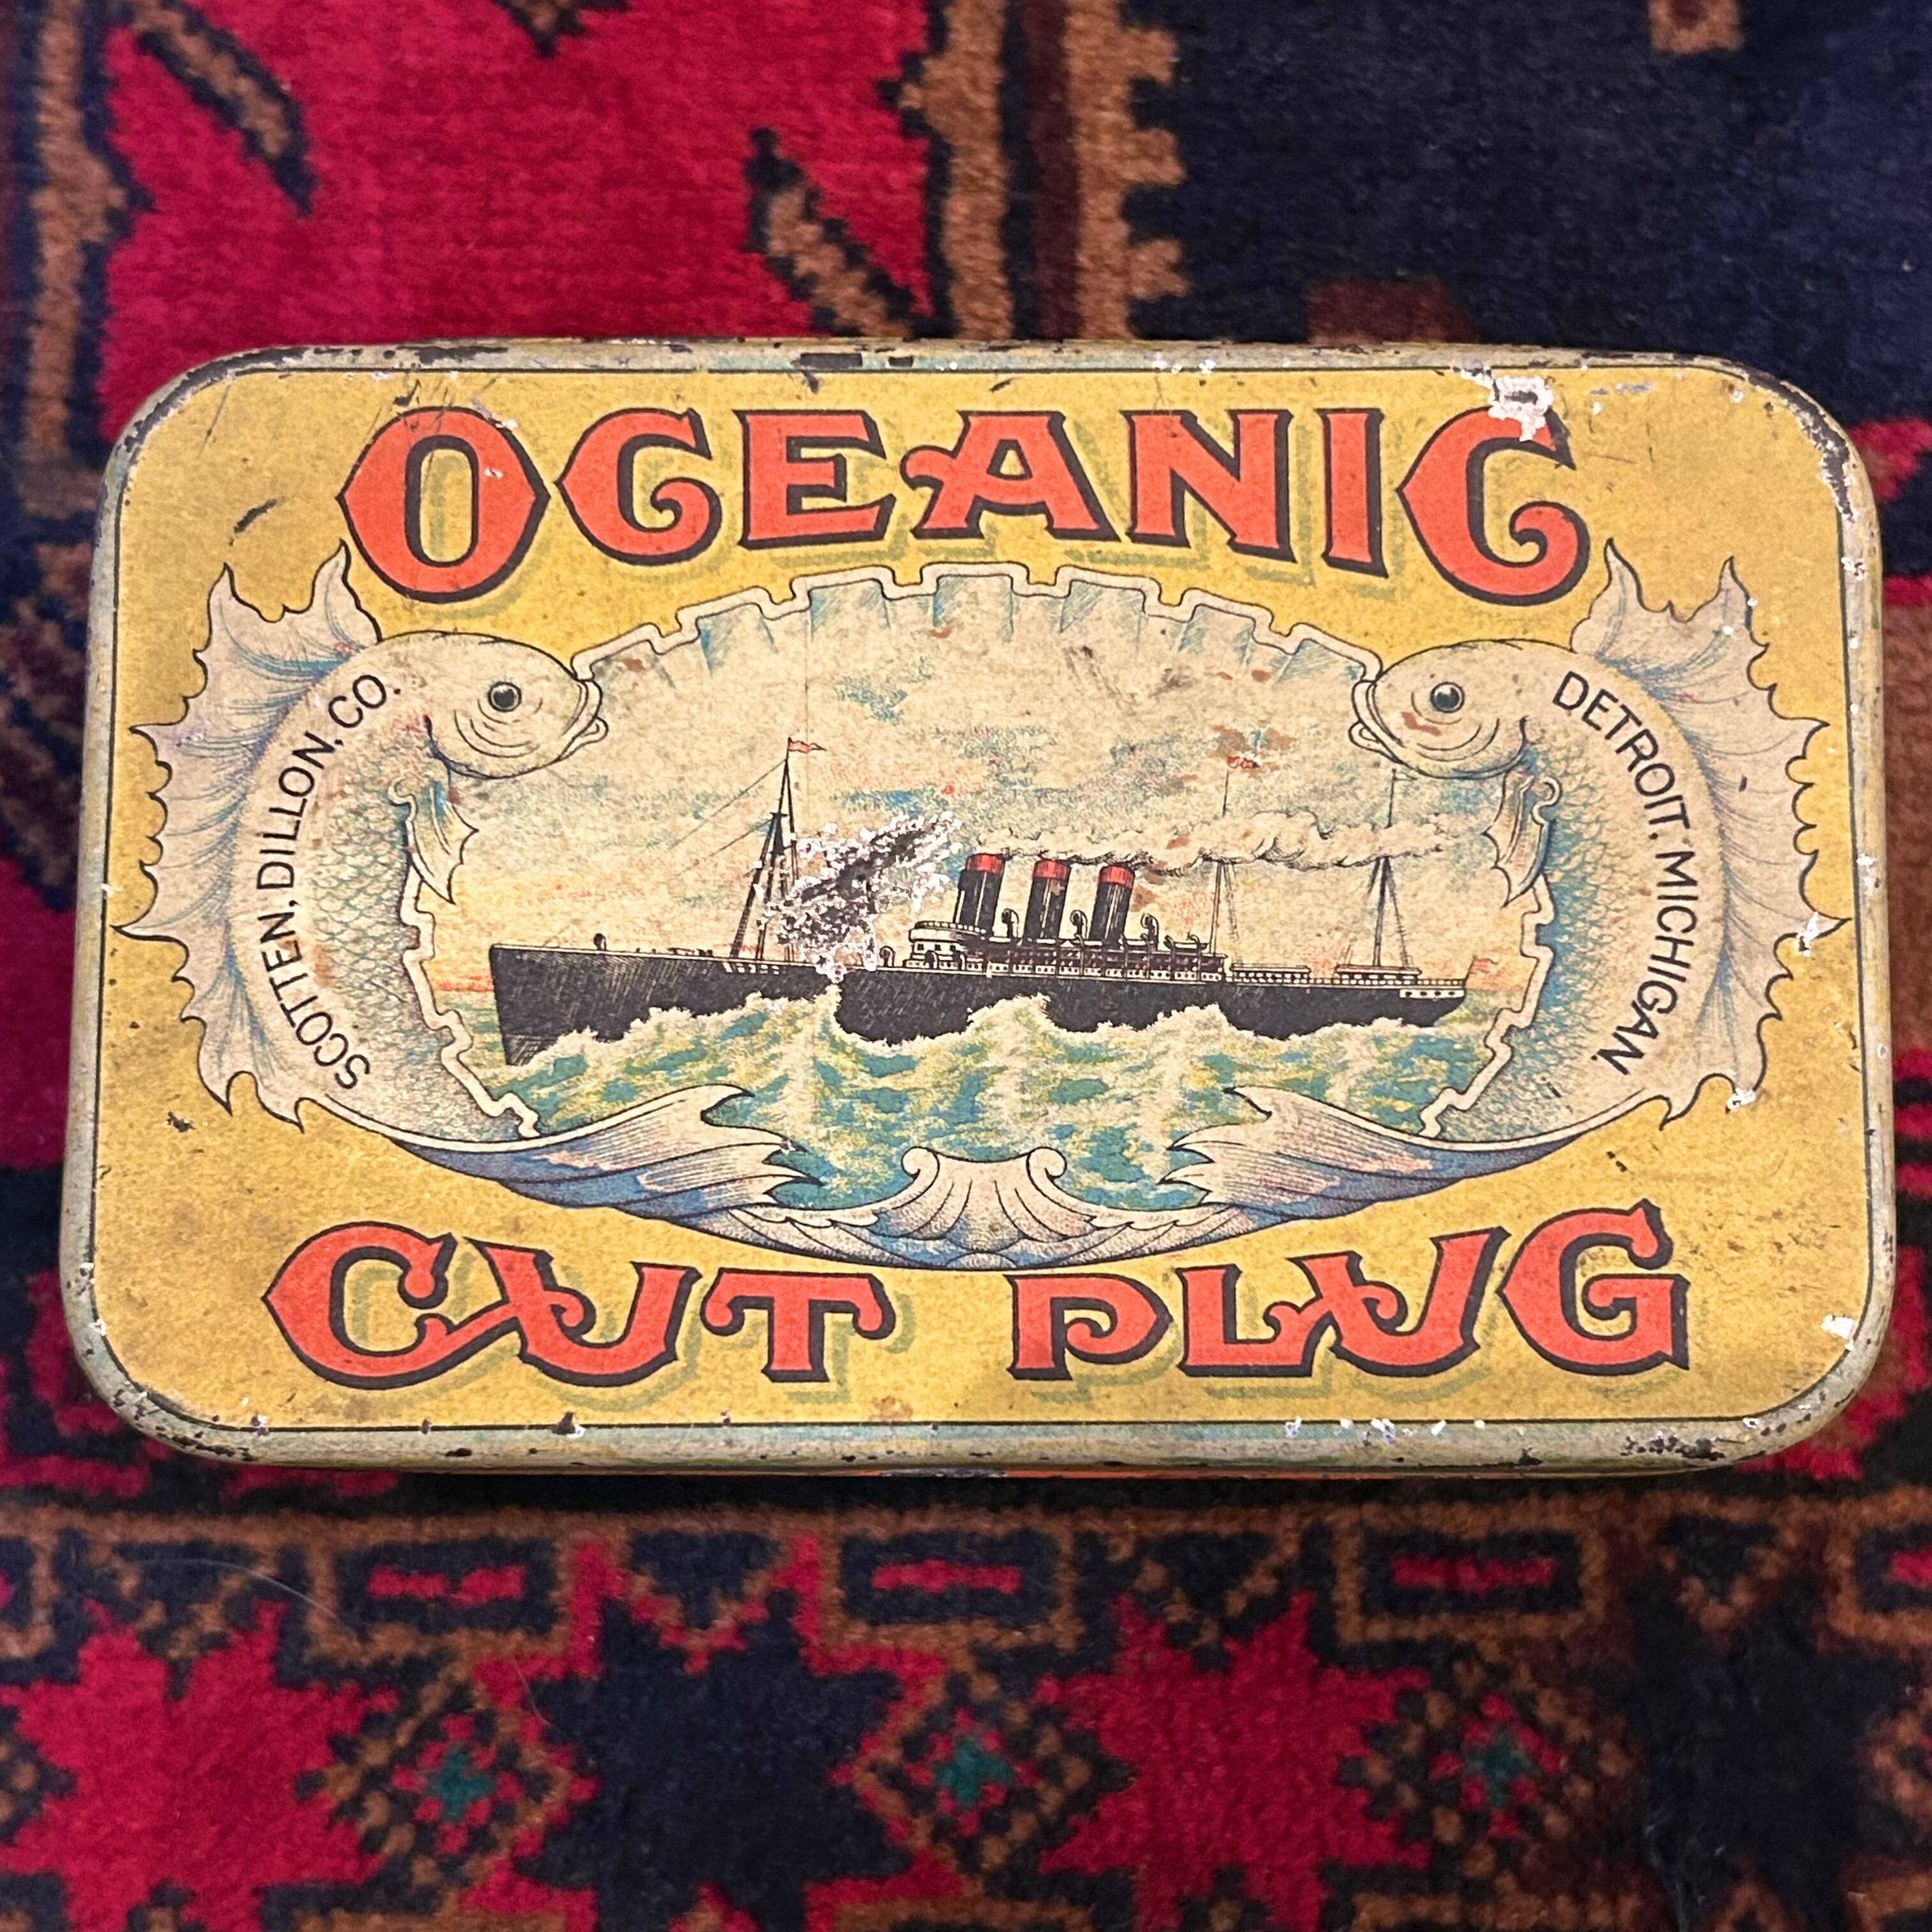 OCEANIC
SCOTTEN, DILLON, CO.
DETROIT. MICHIGAN
CUT PLUG